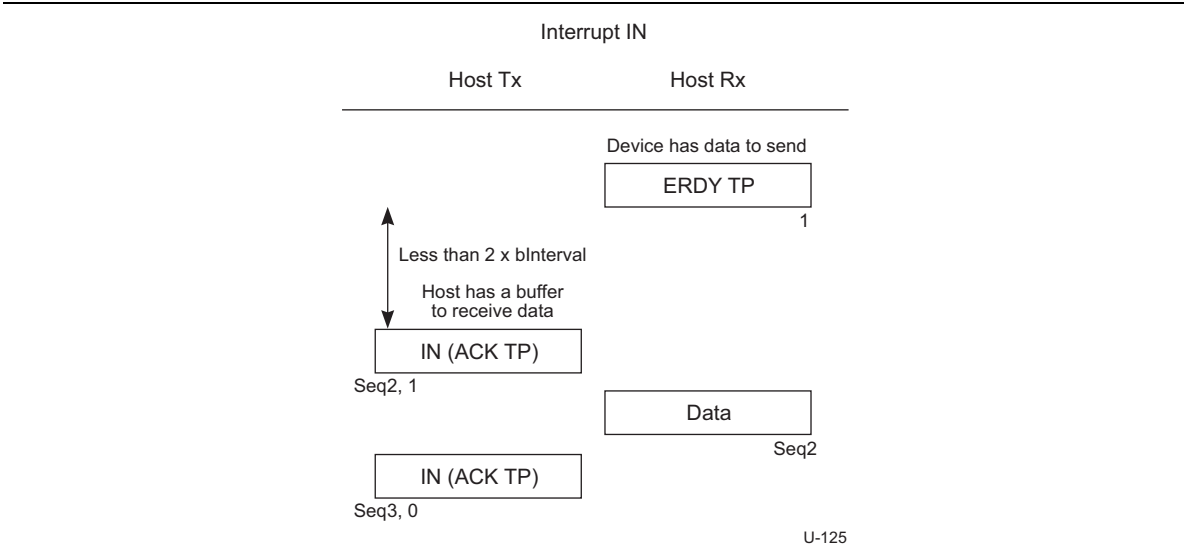 Interrupt IN
Host Tx
Host Rx
Device has data to send
ERDY TP
1
Less than 2 x bInterval
Host has a buffer
to receive data
IN (ACK TP)
Seq2, 1
Data
Seq2
IN (ACK TP)
Seq3, 0
U-125